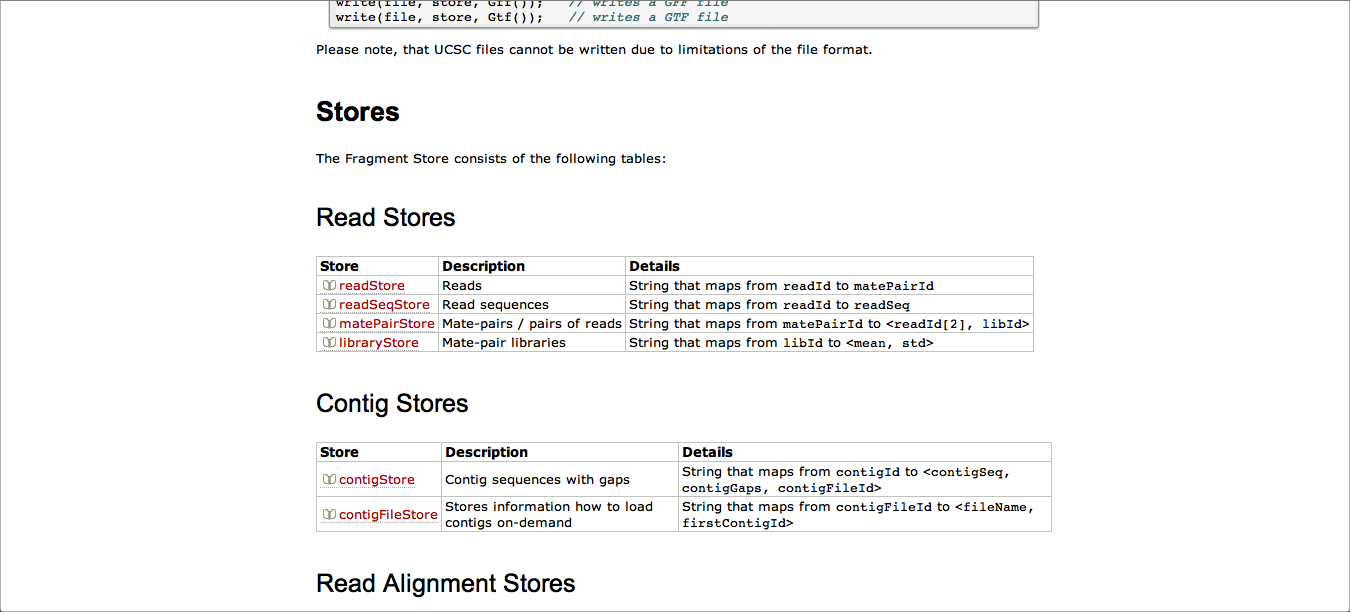 write(file, store, Gff());   // writes a GFF file
write(file, store, Gtf());   // writes a GTF file
Please note, that UCSC files cannot be written due to limitations of the file format.
Stores
The Fragment Store consists of the following tables:
Read Stores
Store Description Details
readStore Reads String that maps from readId to matePairId
readSeqStore Read sequences String that maps from readId to readSeq
matePairStore Mate-pairs / pairs of reads String that maps from matePairId to <readId[2], libId>
libraryStore Mate-pair libraries String that maps from libId to <mean, std>
Contig Stores
Store Description Details
contigStore Contig sequences with gaps String that maps from contigId to <contigSeq,
contigGaps, contigFileId>
contigFileStore Stores information how to load String that maps from contigFileId to <fileName,
contigs on-demand firstContigId>
Read Alignment Stores